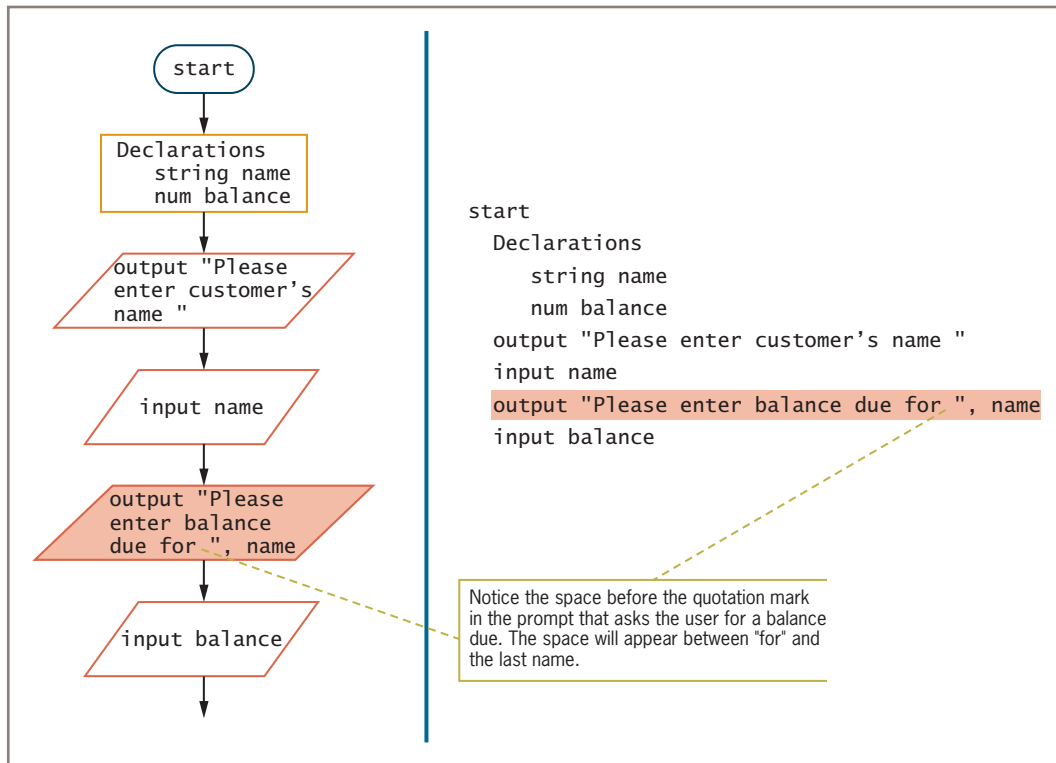 start
Declarations
string name
num balance
output "Please
enter customer’s
name "
input name
output "Please
enter balance
due for ", name
input balance
start
Declarations
string name
num balance
output "Please enter customer’s name "
input name
output "Please enter balance due for ", name
input balance
Notice the space before the quotation mark
in the prompt that asks the user for a balance
due. The space will appear between "for" and
the last name.